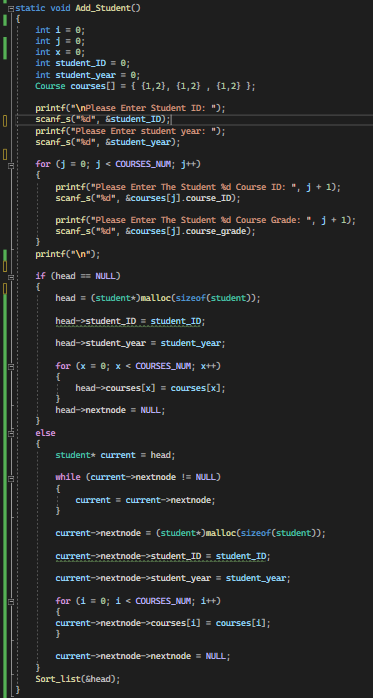 static void Add_Student()
{
int i = 0;
int j = 0;
int x = 0;
int student_ID = 0;
int student_year = 0;
Course courses[] = { {1,2}, {1,2} , {1,2} };
printf("\nPlease Enter Student ID: ");
scanf_s("%d", &student_ID);
printf("Please Enter student year: ");
scanf_s("%d", &student_year);
for (j = 0; j < COURSES_NUM; j++)
{
printf("Please Enter The Student %d Course ID: ", j + 1);
scanf_s("%d", &courses[j].course_ID);
printf("Please Enter The Student %d Course Grade: ", j + 1);
scanf_s("%d", &courses[j].course_grade);
}
printf("\n");
if (head == NULL)
{
head = (student*)malloc(sizeof(student));
head->student_ID = student_ID;
head->student_year = student_year;
for (x = 0; x < COURSES_NUM; x++)
{
head->courses[x] = courses[x];
}
head->nextnode = NULL;
}
else
{
student* current = head;
while (current->nextnode != NULL)
{
current = current->nextnode;
}
current->nextnode = (student*)malloc(sizeof(student));
current->nextnode->student_ID = student_ID;
current->nextnode->student_year = student_year;
for (i = 0; i < COURSES_NUM; i++)
{
current->nextnode->courses[i] = courses[i];
}
current->nextnode->nextnode = NULL;
}
Sort_list(&head);
}